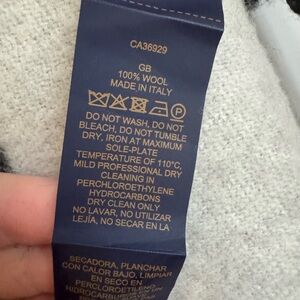 CA36929
GB
100% WOOL
MADE IN ITALY
P
DO NOT WASH, DO NOT
BLEACH, DO NOT TUMBLE
DRY, IRON AT MAXIMUM
SOLE-PLATE
TEMPERATURE OF 110°C,
MILD PROFESSIONAL DRY
CLEANING IN
PERCHLOROETHYLENE
HYDROCARBONS
DRY CLEAN ONLY
NO LAVAR, NO UTILIZAR
LEJÍA, NO SECAR EN LA
SECADORA, PLANCHAR
CON CALOR BAJO, LIMPIAR
EN SECO EN
PERCLOROETILENO